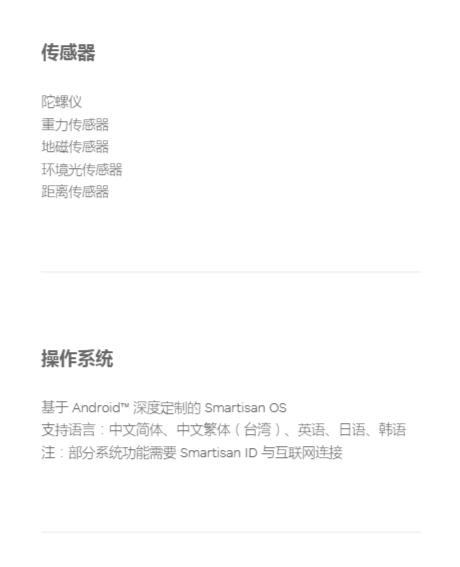 传感器
陀螺仪
重力传感器
地磁传感器
环境光传感器
距离传感器
操作系统
基于 Android™ 深度定制的 Smartisan OS
支持语言：中文简体、中文繁体（台湾）、英语、日语、韩语
注：部分系统功能需要 Smartisan ID 与互联网连接